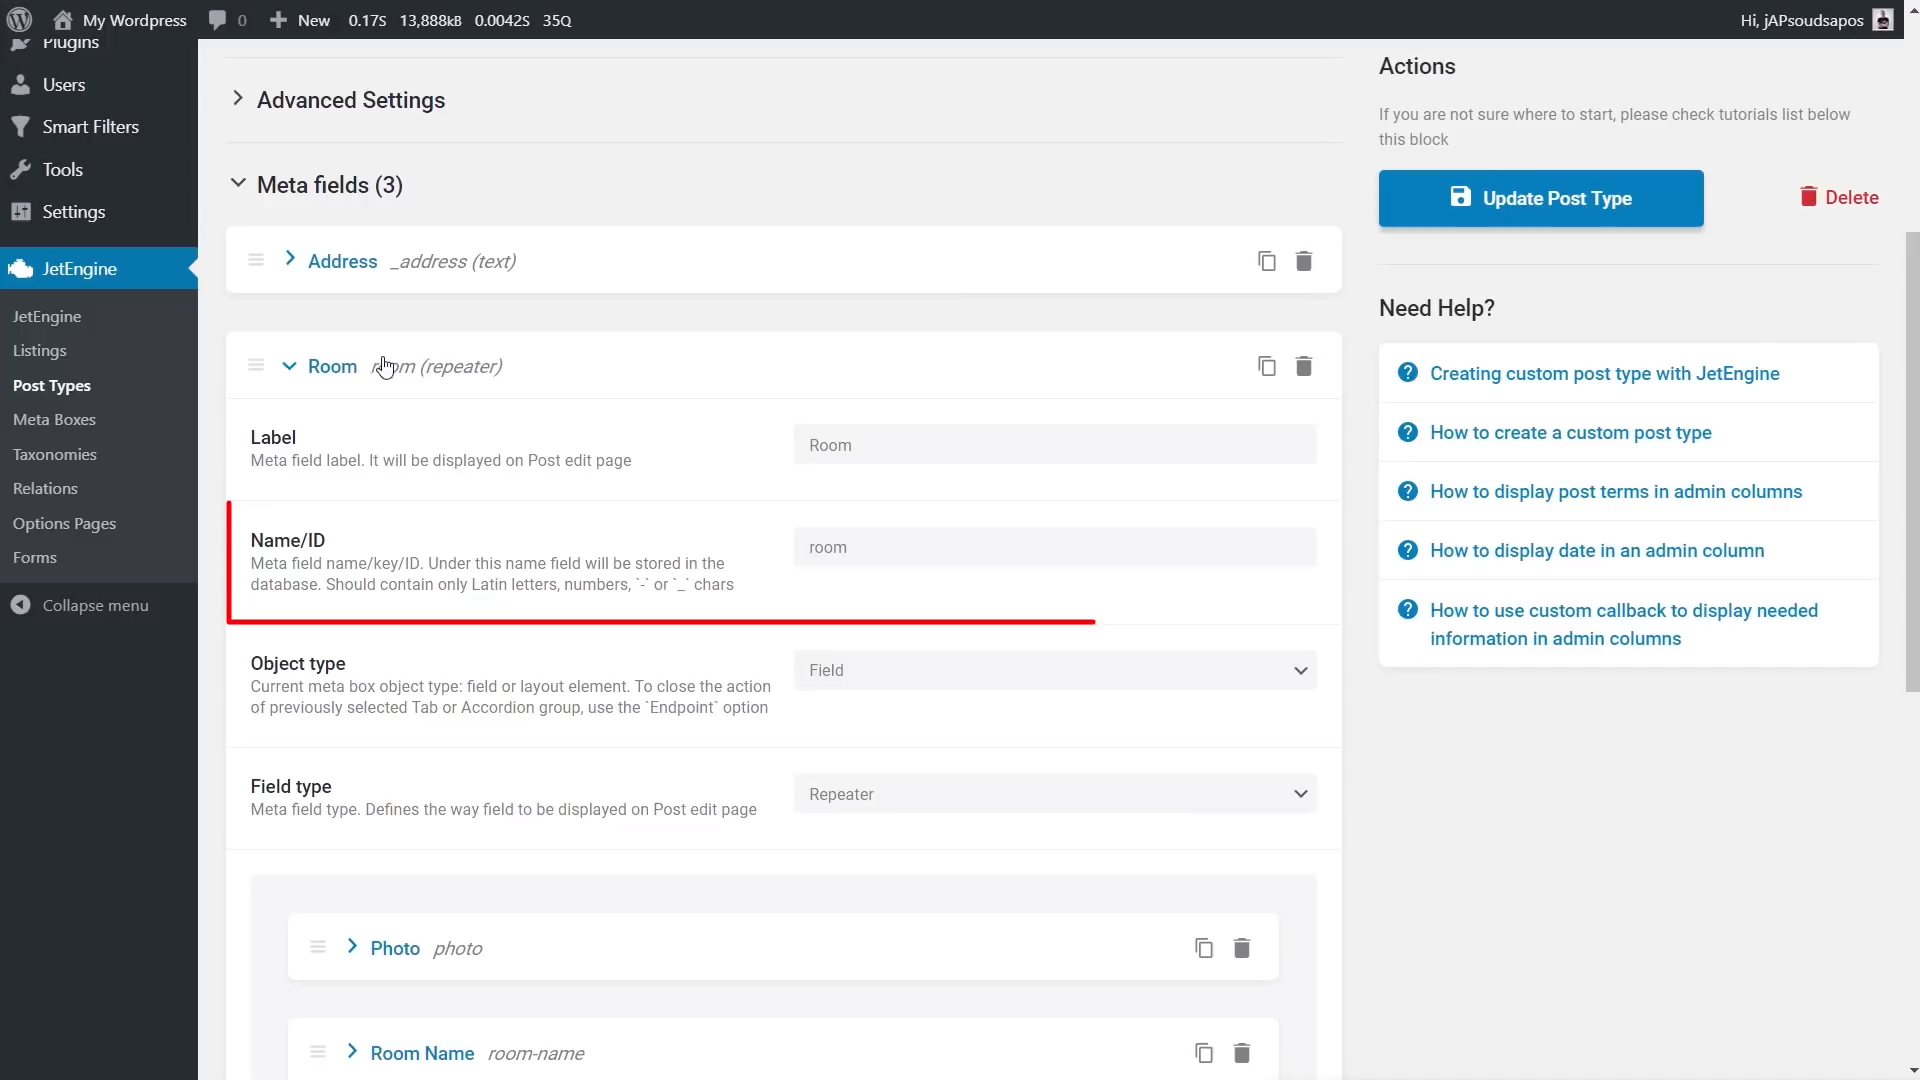 My Wordpress 0 New 0.17S 13,888kB 0.0042S 35Q
Hi, jAPsoudsapos
Plugins
Users
Smart Filters
Tools
Settings
JetEngine
JetEngine
Listings
Post Types
Meta Boxes
Taxonomies
Relations
Options Pages
Forms
Collapse menu
Advanced Settings
Meta fields (3)
Address _address (text)
Room room (repeater)
Label
Meta field label. It will be displayed on Post edit page
Room
Name/ID
Meta field name/key/ID. Under this name field will be stored in the
database. Should contain only Latin letters, numbers, `-` or `_` chars
room
Object type
Current meta box object type: field or layout element. To close the action
of previously selected Tab or Accordion group, use the `Endpoint` option
Field
Field type
Meta field type. Defines the way field to be displayed on Post edit page
Repeater
Photo photo
Room Name room-name
Actions
If you are not sure where to start, please check tutorials list below
this block
Update Post Type
Delete
Need Help?
Creating custom post type with JetEngine
How to create a custom post type
How to display post terms in admin columns
How to display date in an admin column
How to use custom callback to display needed
information in admin columns